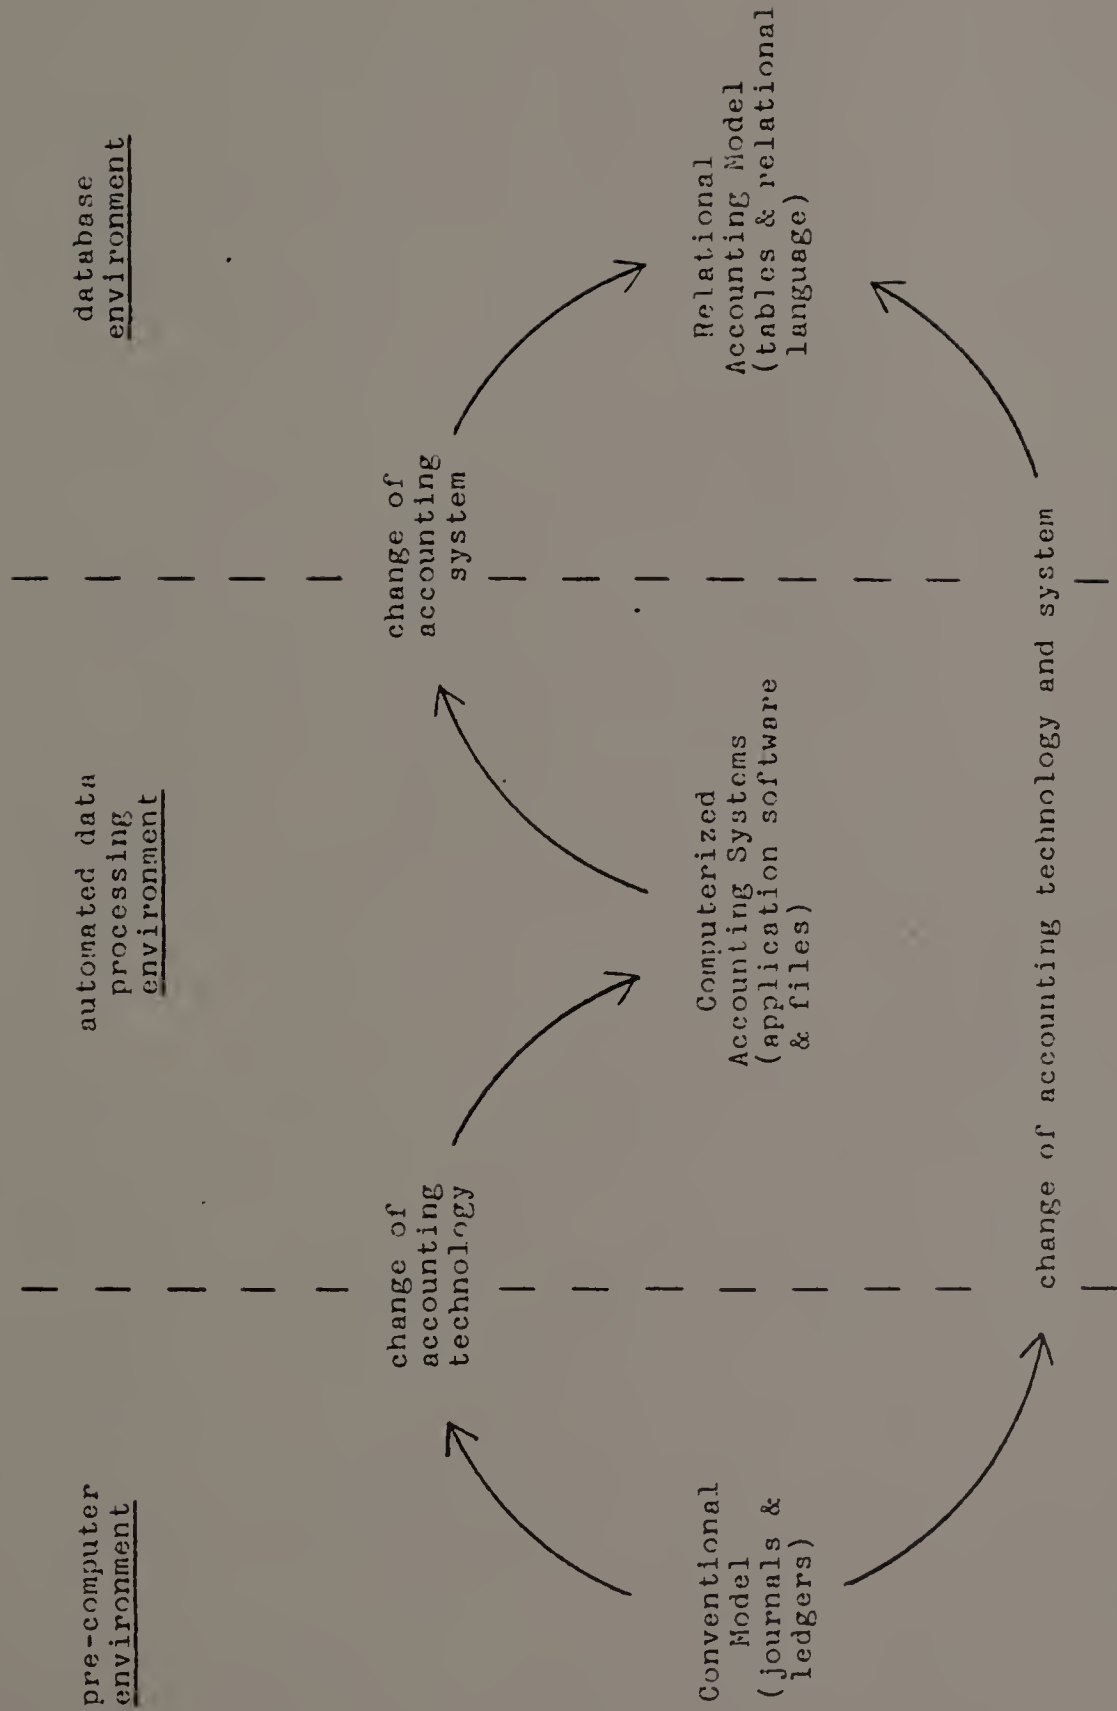 pre-computer
environment
automated data
processing
environment
database
environment
change of
accounting
technology
change of
accounting
system
Conventional
Model
(journals &
ledgers)
Computerized
Accounting Systems
(application software
& files)
Relational
Accounting Model
(tables & relational
language)
change of accounting technology and system